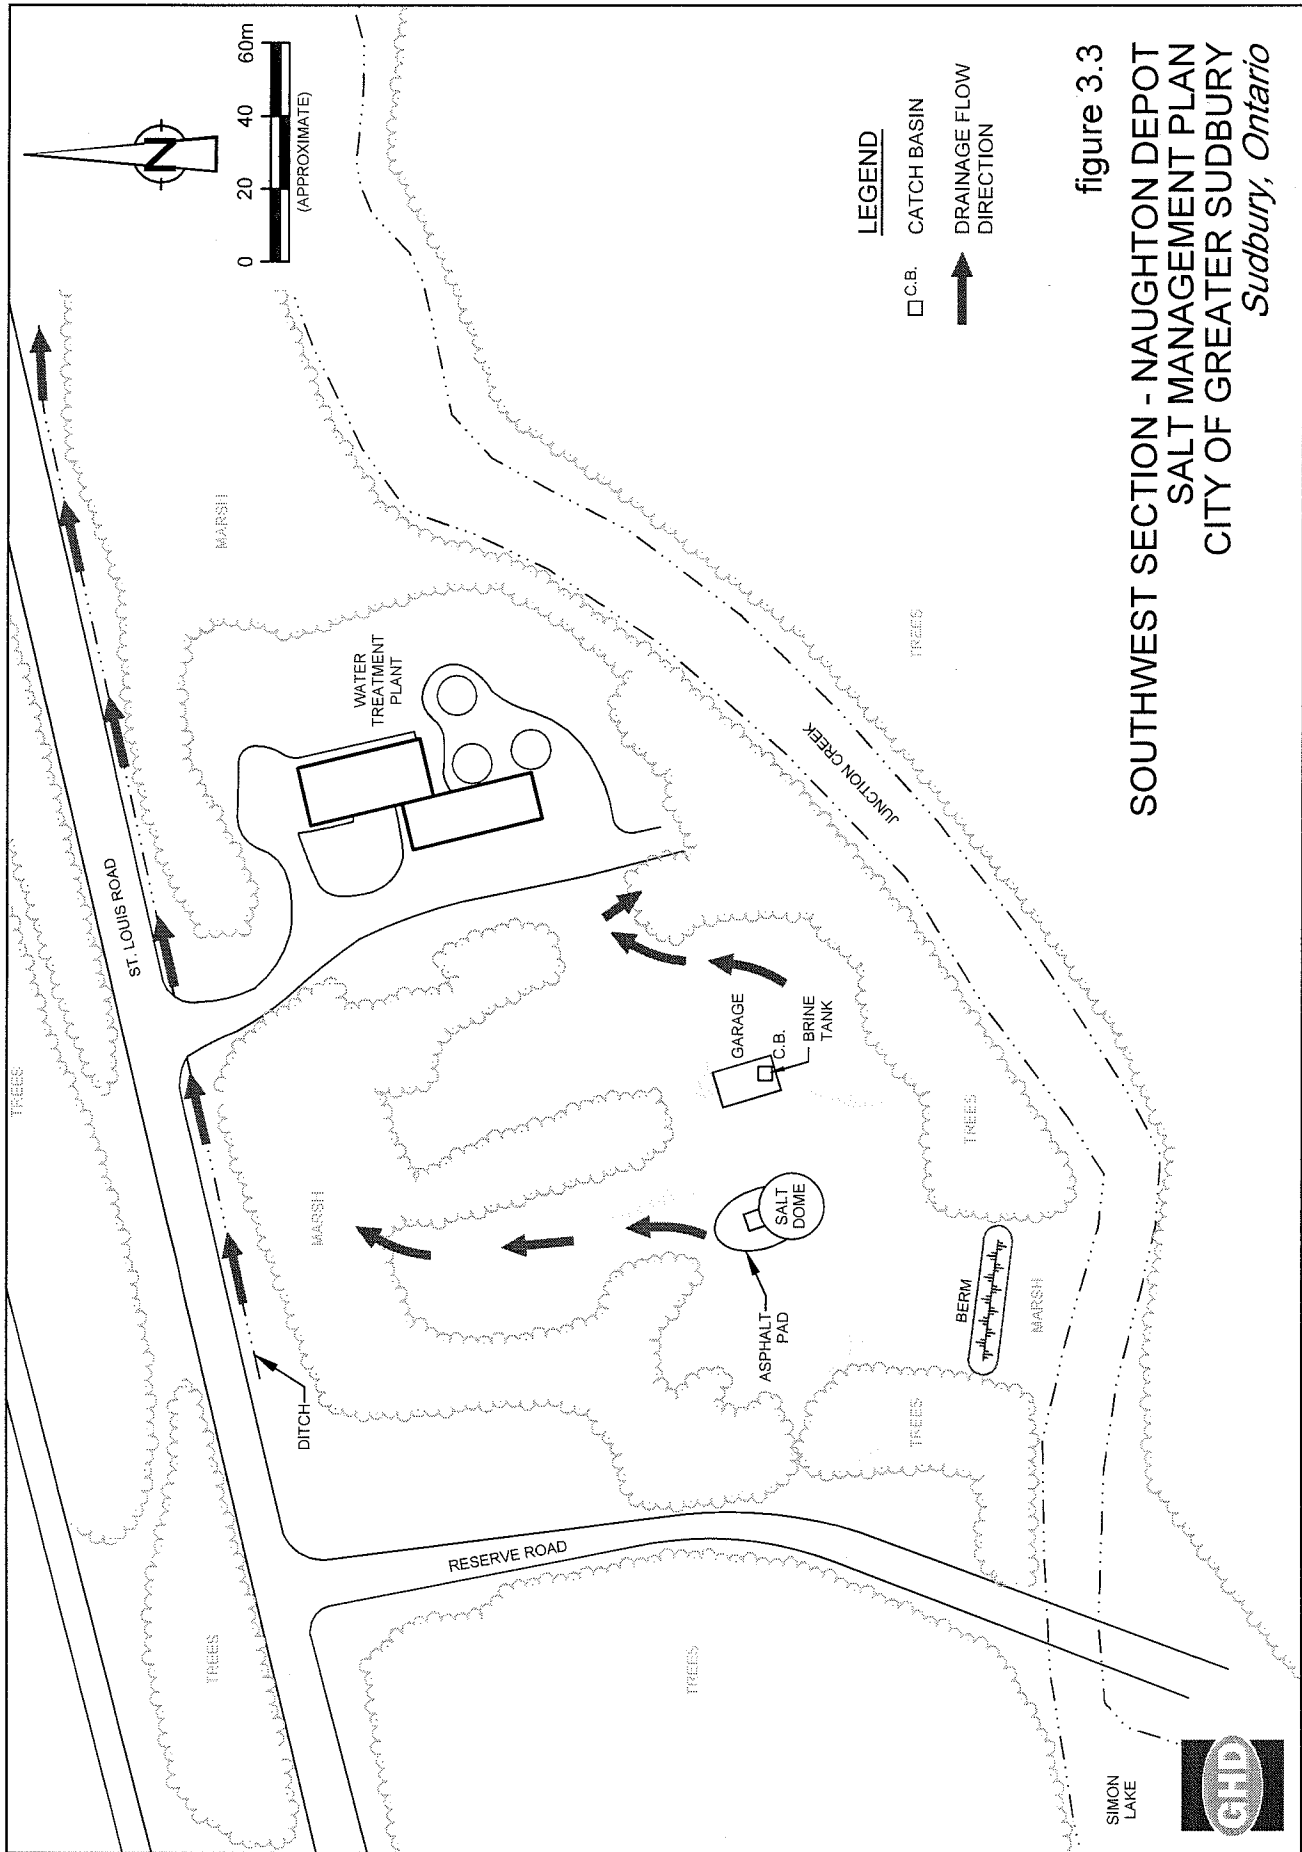 60m
40
20
0
(APPROXIMATE)
N
TREES
ST. LOUIS ROAD
MARSH
WATER
TREATMENT
PLANT
TREES
JUNCTION CREEK
GARAGE
C.B.
BRINE
TANK
TREES
MARSH
SALT
DOME
ASPHALT
PAD
BERM
MARSH
DITCH
TREES
RESERVE ROAD
TREES
TREES
SIMON
LAKE
LEGEND
C.B. CATCH BASIN
DRAINAGE FLOW
DIRECTION
figure 3.3
SOUTHWEST SECTION - NAUGHTON DEPOT
SALT MANAGEMENT PLAN
CITY OF GREATER SUDBURY
Sudbury, Ontario
GHD